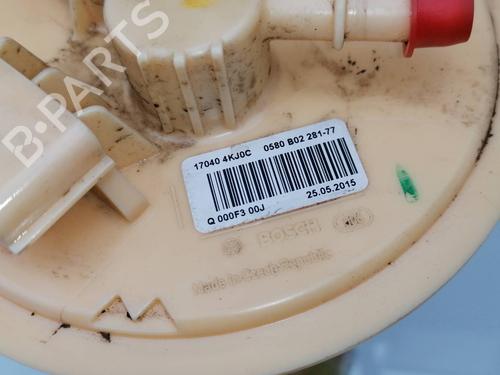 B-PARTS
17040 4KJ0C 0580 B02 281-77
Q 000F3 00J 25.05.2015
BOSCH
Made in Czech Republic